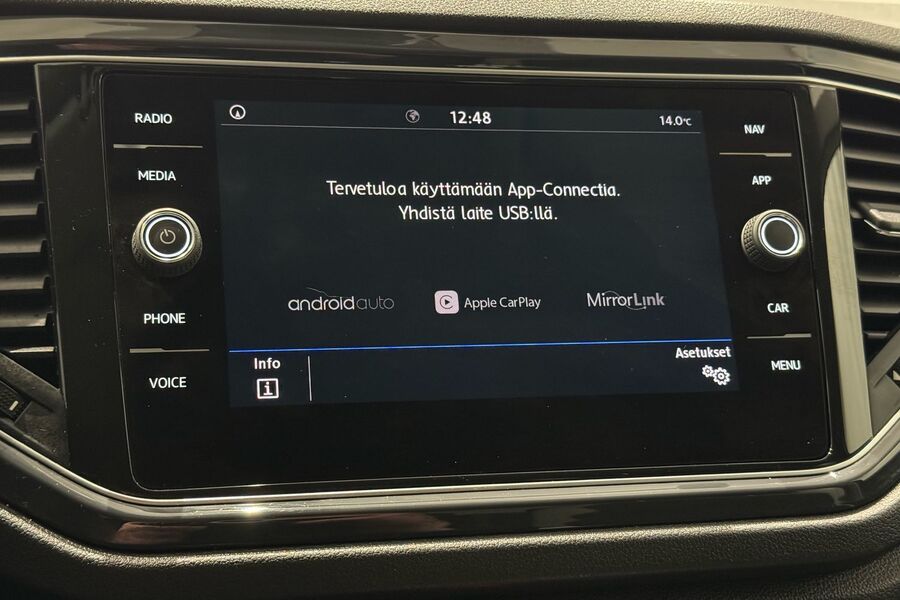 RADIO
MEDIA
PHONE
VOICE
12:48
14.0°C
Tervetuloa käyttämään App-Connectia.
Yhdistä laite USB:llä.
androidauto
Apple CarPlay
MirrorLink
Info
Asetukset
NAV
APP
CAR
MENU